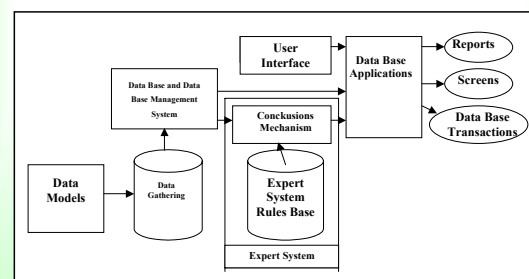 User
Interface
Data Base
Applications
Reports
Screens
Data Base
Transactions
Data Base and Data
Base Management
System
Conckusions
Mechanism
Data
Models
Data
Gathering
Expert
System
Rules Base
Expert System